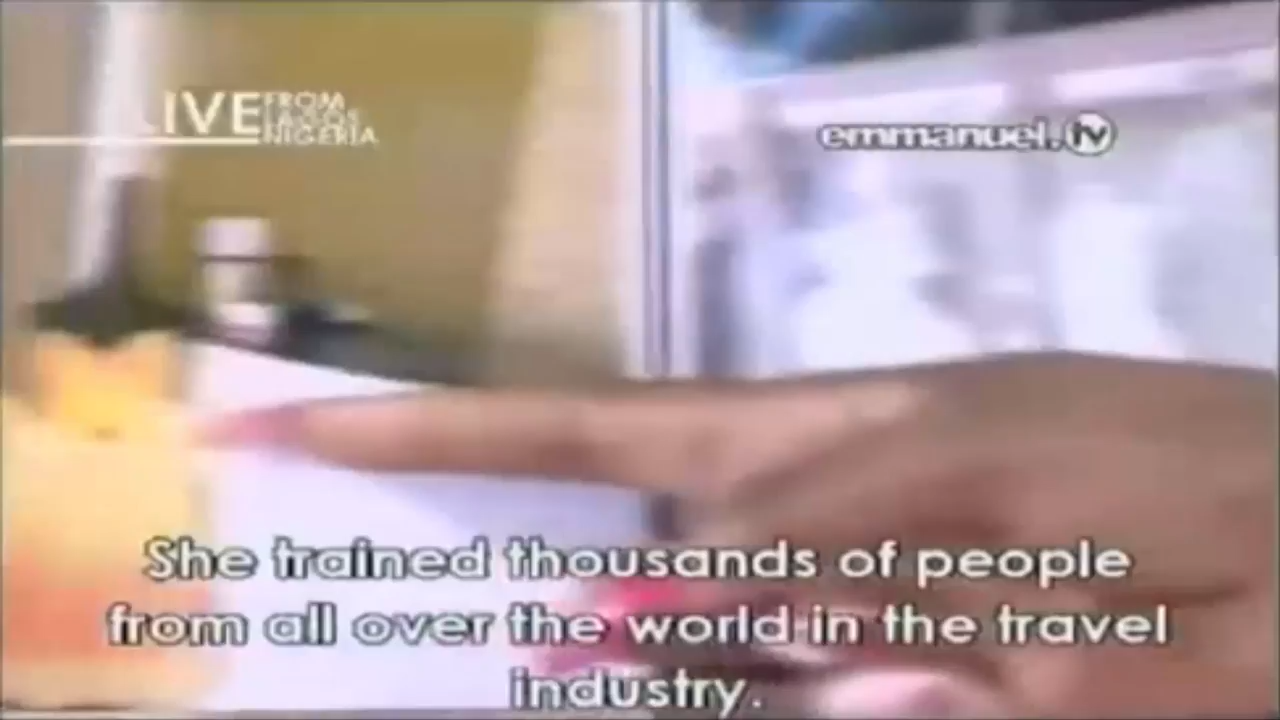 LIVE FROM
LAGOS
NIGERIA
emmanuel.tv
She trained thousands of people
from all over the world in the travel
industry.